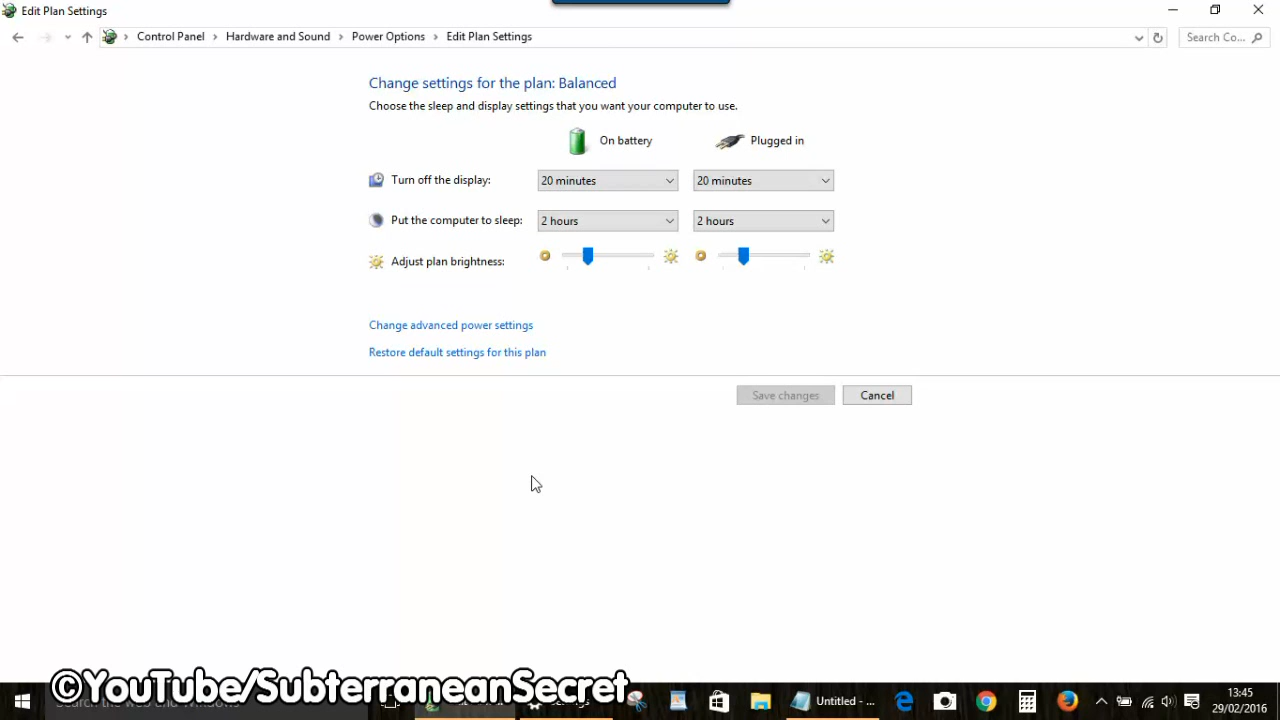 Edit Plan Settings
Control Panel > Hardware and Sound > Power Options > Edit Plan Settings
Search Co...
Change settings for the plan: Balanced
Choose the sleep and display settings that you want your computer to use.
On battery
Plugged in
Turn off the display: 20 minutes 20 minutes
Put the computer to sleep: 2 hours 2 hours
Adjust plan brightness:
Change advanced power settings
Restore default settings for this plan
Save changes Cancel
©YouTube/SubterraneanSecret
Untitled - ...
13:45
29/02/2016